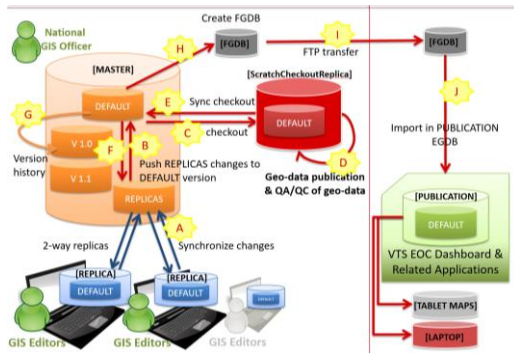 National
GIS Officer
Create FGDB
H
[FGDB]
I
FTP transfer
[FGDB]
[MASTER]
DEFAULT
[ScratchCheckoutReplica]
E
Sync checkout
DEFAULT
C
checkout
J
G
F
B
V 1.0
Version
history
V 1.1
Push REPLICAS changes to
DEFAULT version
D
Geo-data publication
& QA/QC of geo-data
Import in PUBLICATION
EGDB
REPLICAS
[PUBLICATION]
DEFAULT
VTS EOC Dashboard &
Related Applications
A
2-way replicas
Synchronize changes
[REPLICA]
DEFAULT
[REPLICA]
DEFAULT
DEFAULT
[TABLET MAPS]
[LAPTOP]
GIS Editors
GIS Editors
GIS Editors